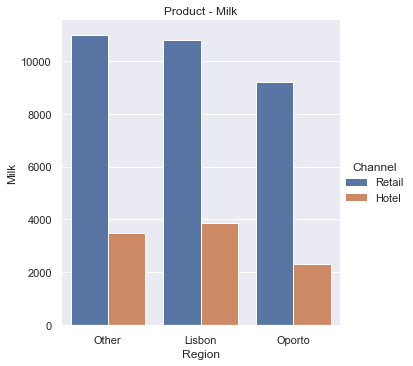 Product - Milk
10000
8000
6000
4000
2000
0
Milk
Other Lisbon Oporto
Region
Channel
Retail
Hotel